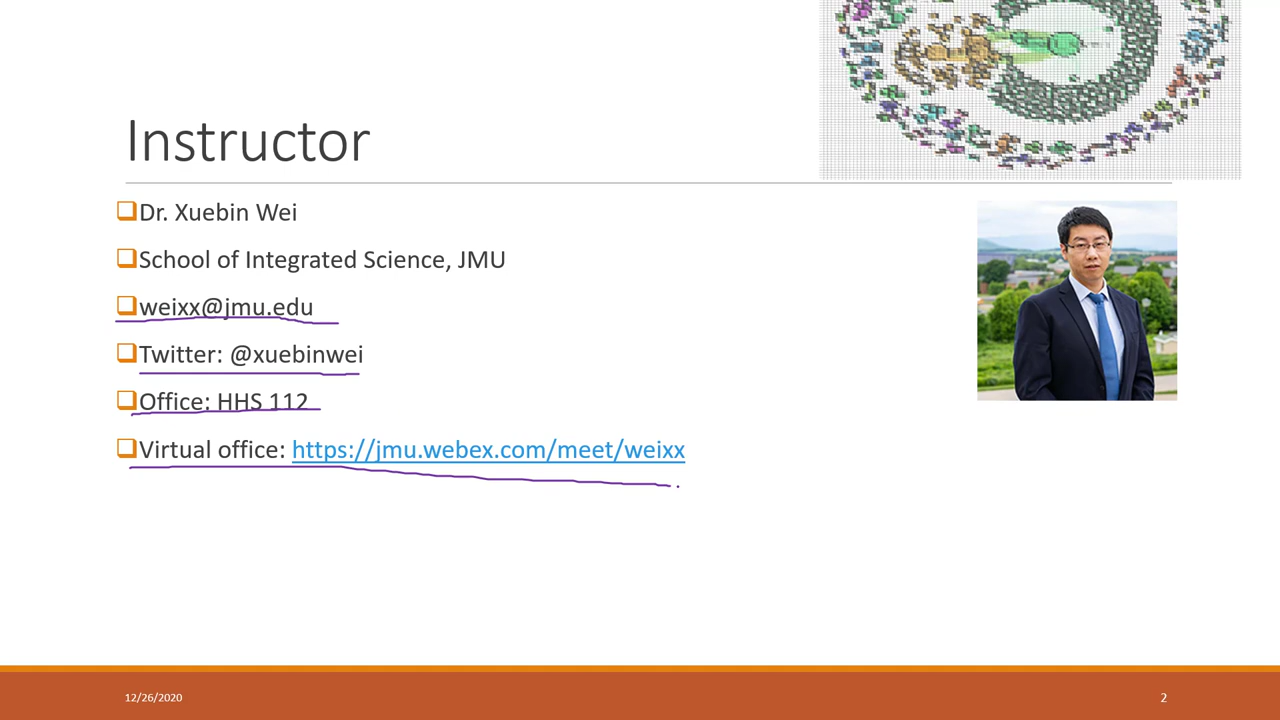 Instructor
Dr. Xuebin Wei
School of Integrated Science, JMU
weixx@jmu.edu
Twitter: @xuebinwei
Office: HHS 112
Virtual office: https://jmu.webex.com/meet/weixx
12/26/2020
2